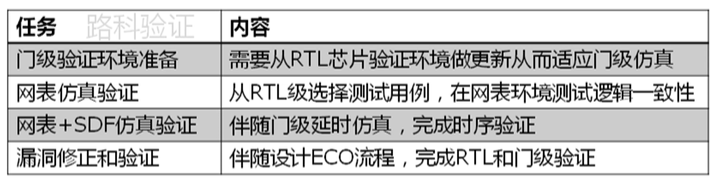 任务 内容
路科验证
门级验证环境准备 需要从RTL芯片验证环境做更新从而适应门级仿真
网表仿真验证 从RTL级选择测试用例，在网表环境测试逻辑一致性
网表+SDF仿真验证 伴随门级延时仿真，完成时序验证
漏洞修正和验证 伴随设计ECO流程，完成RTL和门级验证